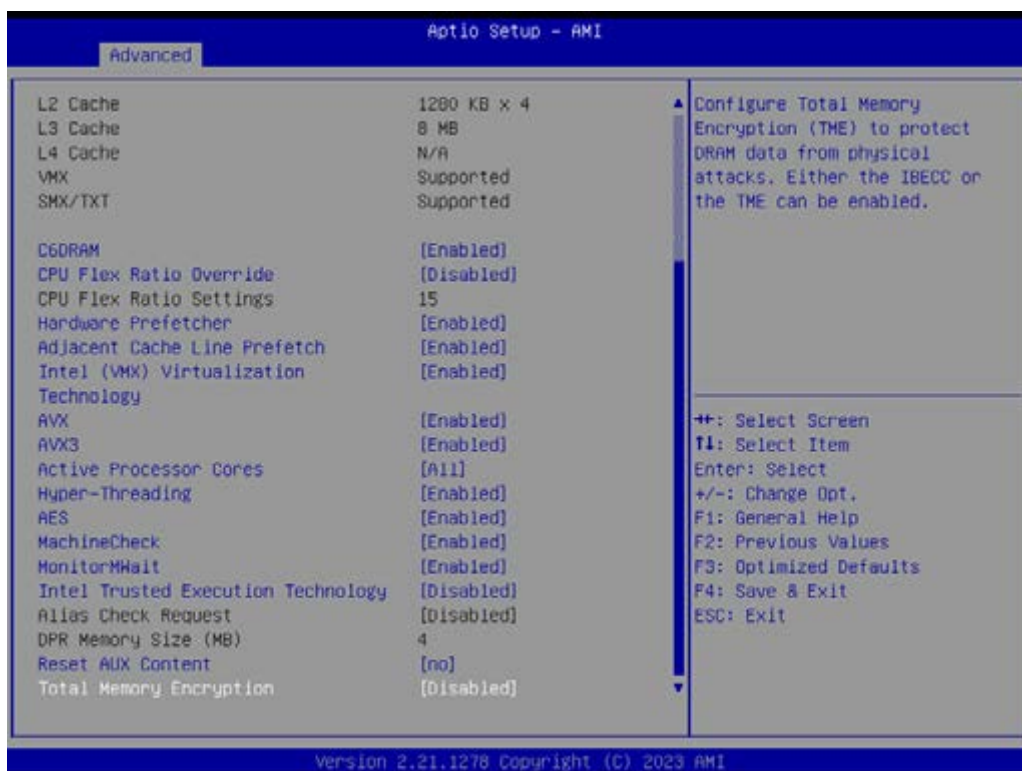 Aptio Setup - AMI
Advanced
L2 Cache 1280 KB x 4
L3 Cache 8 MB
L4 Cache N/A
VMX Supported
SMX/TXT Supported
C6DRAM [Enabled]
CPU Flex Ratio Override [Disabled]
CPU Flex Ratio Settings 15
Hardware Prefetcher [Enabled]
Adjacent Cache Line Prefetch [Enabled]
Intel (VMX) Virtualization [Enabled]
Technology
AVX [Enabled]
AVX3 [Enabled]
Active Processor Cores [All]
Hyper-Threading [Enabled]
AES [Enabled]
MachineCheck [Enabled]
MonitorMWait [Enabled]
Intel Trusted Execution Technology [Disabled]
Alias Check Request [Disabled]
DPR Memory Size (MB) 4
Reset AUX Content [no]
Total Memory Encryption [Disabled]
Configure Total Memory
Encryption (TME) to protect
DRAM data from physical
attacks. Either the IBECC or
the TME can be enabled.
→←: Select Screen
↑↓: Select Item
Enter: Select
+/-: Change Opt.
F1: General Help
F2: Previous Values
F3: Optimized Defaults
F4: Save & Exit
ESC: Exit
Version 2.21.1278 Copyright (C) 2023 AMI